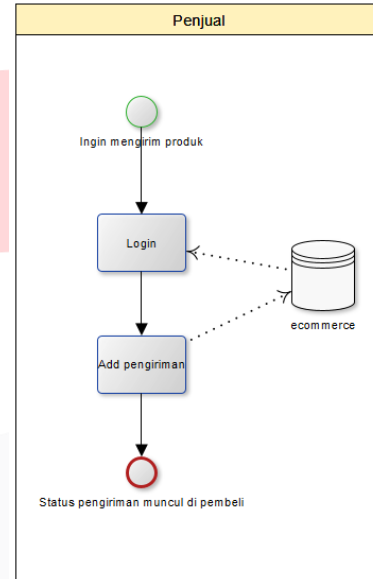 Penjual
Ingin mengirim produk
Login
ecommerce
Add pengiriman
Status pengiriman muncul di pembeli